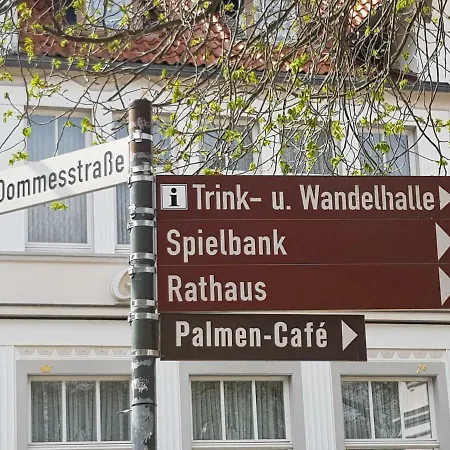 Dommesstraße
i Trink- u. Wandelhalle
Spielbank
Rathaus
Palmen-Café